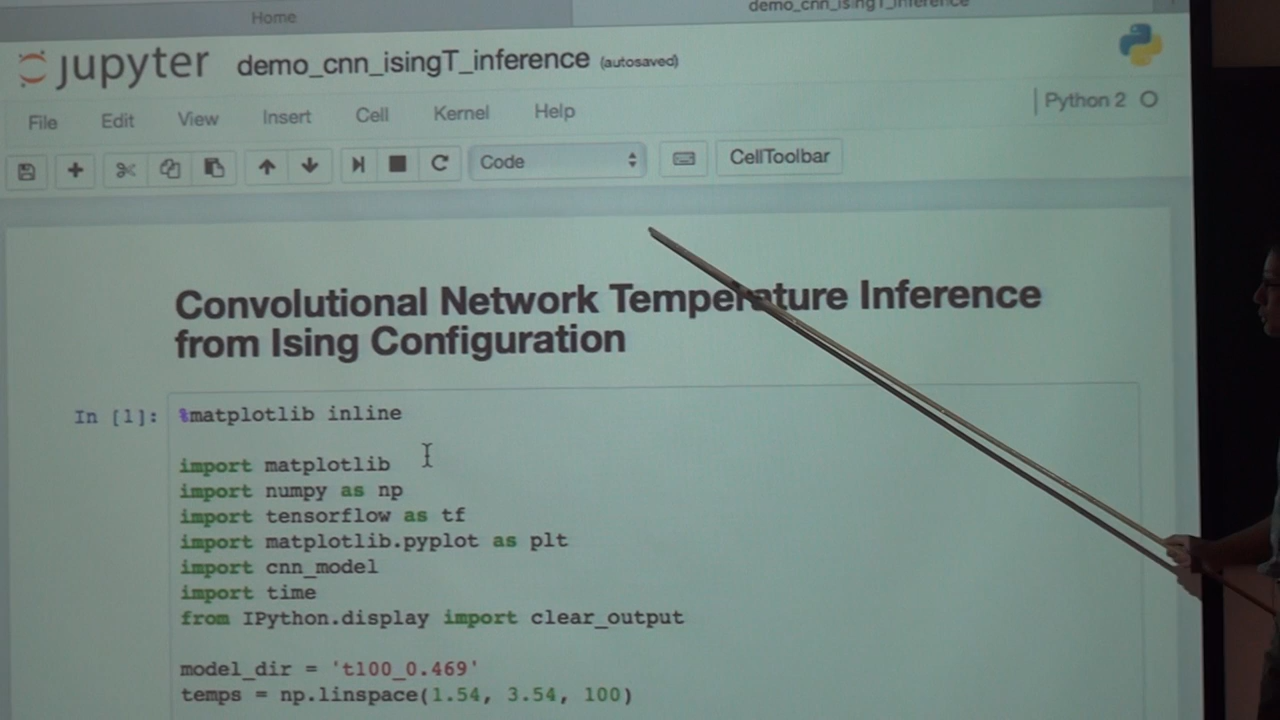 Home
demo_cnn_isingT_inference
jupyter demo_cnn_isingT_inference (autosaved)
File Edit View Insert Cell Kernel Help
Python 2
Code
CellToolbar
Convolutional Network Temperature Inference
from Ising Configuration
In [1]:
%matplotlib inline
import matplotlib
import numpy as np
import tensorflow as tf
import matplotlib.pyplot as plt
import cnn_model
import time
from IPython.display import clear_output
model_dir = 't100_0.469'
temps = np.linspace(1.54, 3.54, 100)